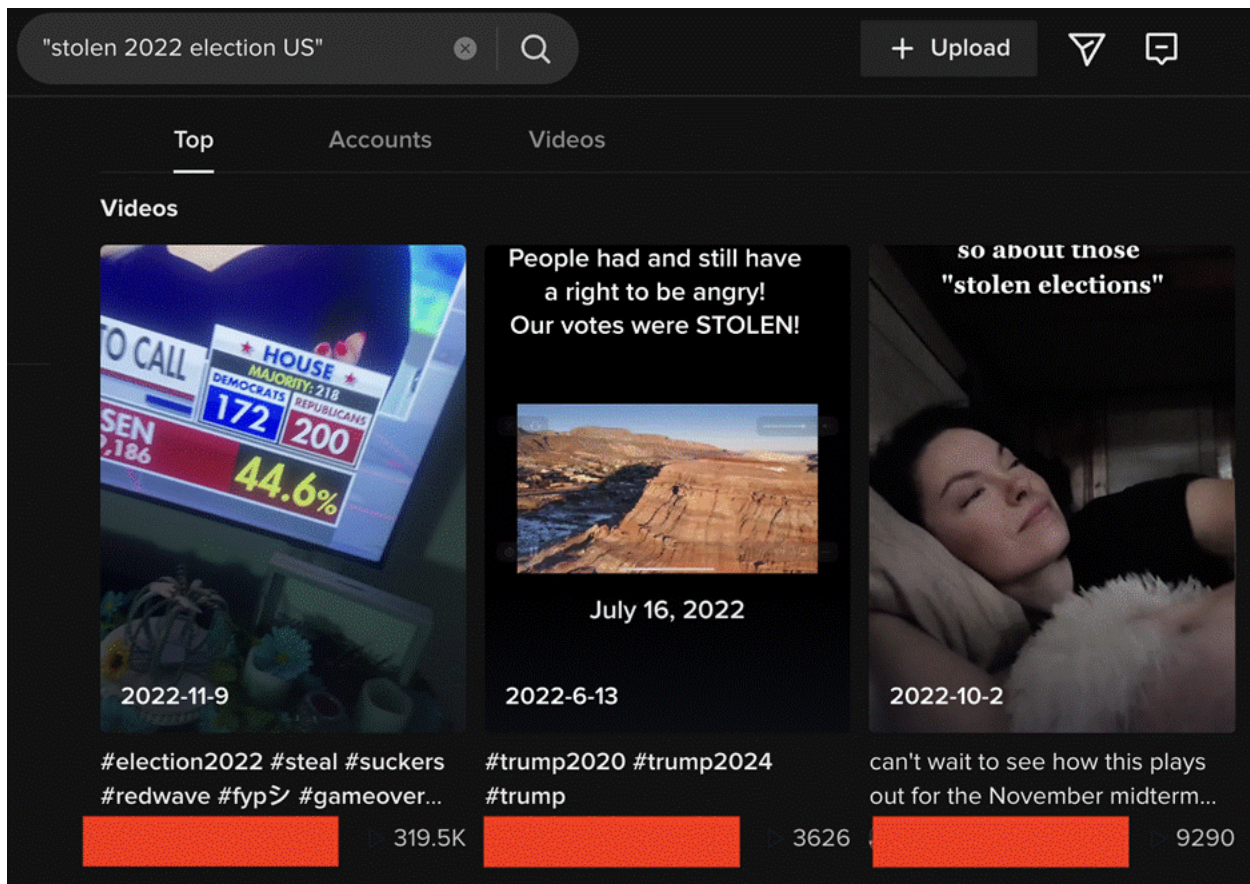 "stolen 2022 election US"
+ Upload
Top Accounts Videos
Videos
TO CALL
★ HOUSE ★
MAJORITY: 218
DEMOCRATS REPUBLICANS
172 200
SEN
,186
44.6%
2022-11-9
#election2022 #steal #suckers
#redwave #fypシ #gameover...
319.5K
People had and still have
a right to be angry!
Our votes were STOLEN!
July 16, 2022
2022-6-13
#trump2020 #trump2024
#trump
3626
so about those
"stolen elections"
2022-10-2
can't wait to see how this plays
out for the November midterm...
9290